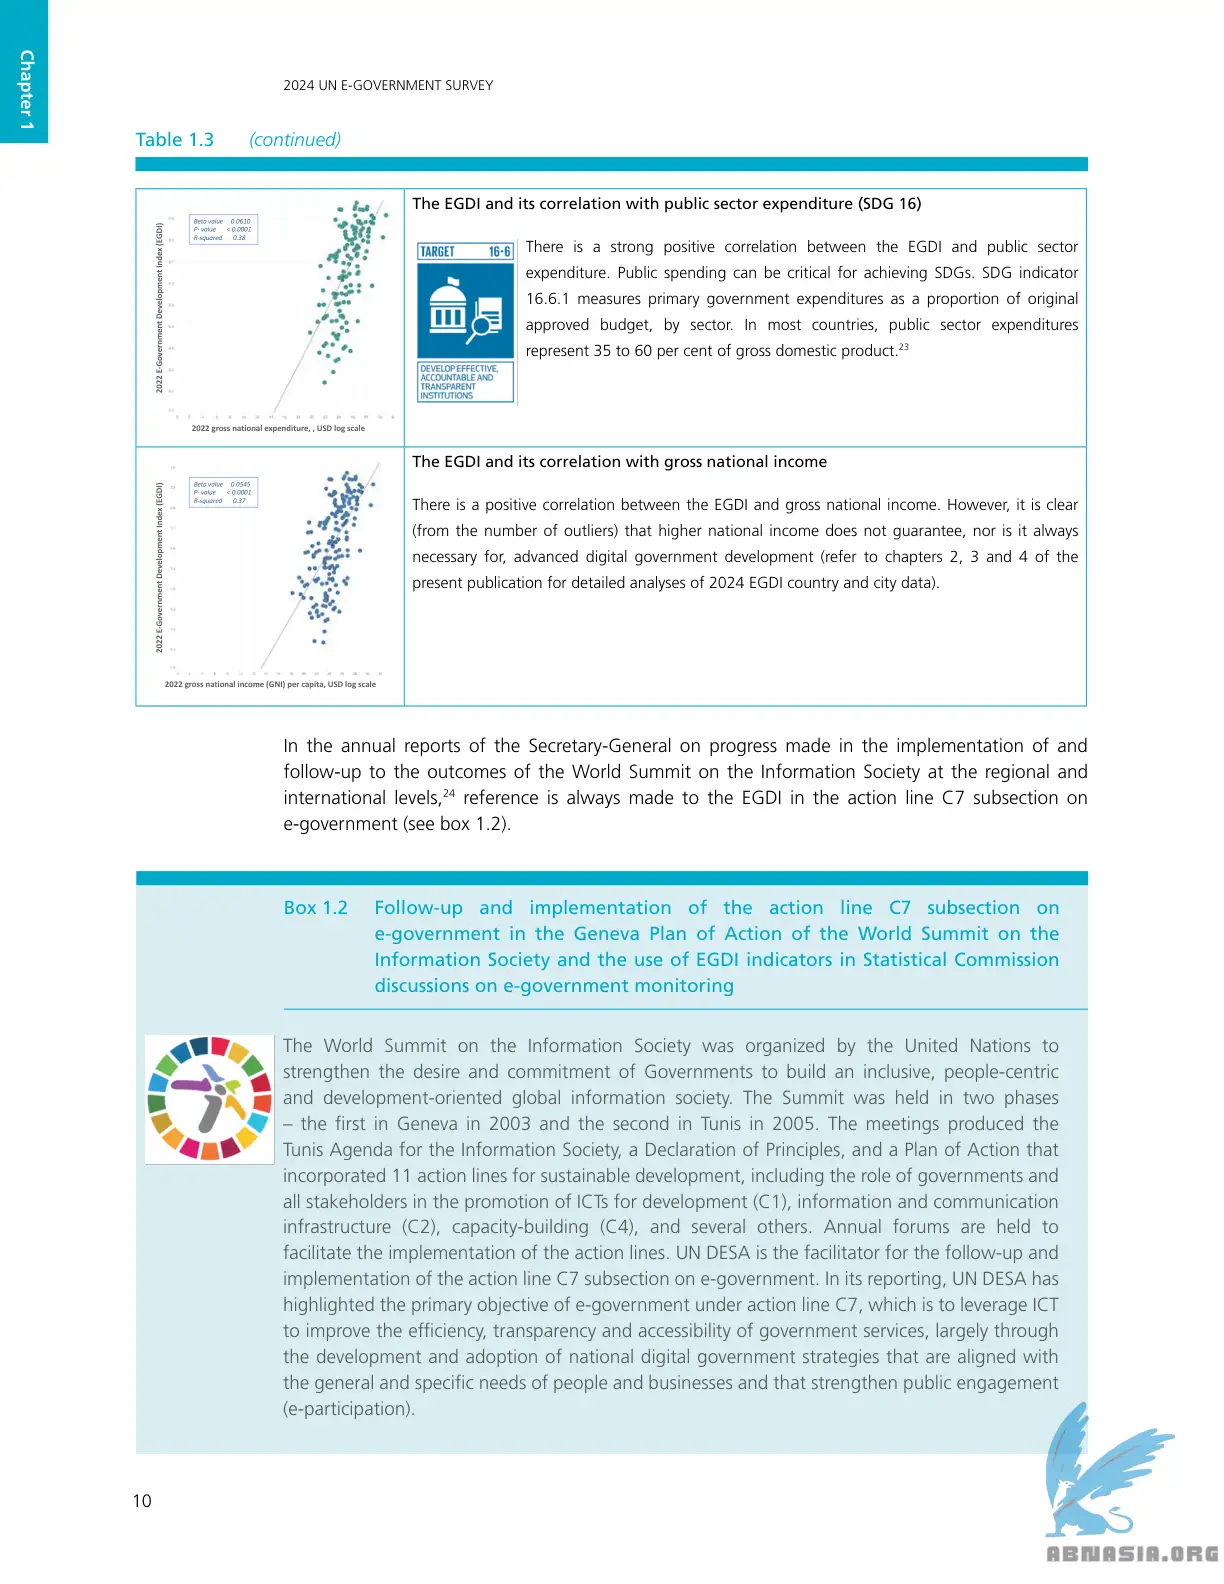 Chapter 1
2024 UN E-GOVERNMENT SURVEY
Table 1.3 (continued)
Beta value 0.0610
P- value < 0.0001
R-squared 0.38
2022 E-Government Development Index (EGDI)
2022 gross national expenditure, , USD log scale
The EGDI and its correlation with public sector expenditure (SDG 16)
TARGET 16·6
DEVELOP EFFECTIVE,
ACCOUNTABLE AND
TRANSPARENT
INSTITUTIONS
There is a strong positive correlation between the EGDI and public sector
expenditure. Public spending can be critical for achieving SDGs. SDG indicator
16.6.1 measures primary government expenditures as a proportion of original
approved budget, by sector. In most countries, public sector expenditures
represent 35 to 60 per cent of gross domestic product.23
Beta value 0.0545
P- value < 0.0001
R-squared 0.37
2022 E-Government Development Index (EGDI)
2022 gross national income (GNI) per capita, USD log scale
The EGDI and its correlation with gross national income
There is a positive correlation between the EGDI and gross national income. However, it is clear
(from the number of outliers) that higher national income does not guarantee, nor is it always
necessary for, advanced digital government development (refer to chapters 2, 3 and 4 of the
present publication for detailed analyses of 2024 EGDI country and city data).
In the annual reports of the Secretary-General on progress made in the implementation of and
follow-up to the outcomes of the World Summit on the Information Society at the regional and
international levels,24 reference is always made to the EGDI in the action line C7 subsection on
e-government (see box 1.2).
Box 1.2 Follow-up and implementation of the action line C7 subsection on
e-government in the Geneva Plan of Action of the World Summit on the
Information Society and the use of EGDI indicators in Statistical Commission
discussions on e-government monitoring
The World Summit on the Information Society was organized by the United Nations to
strengthen the desire and commitment of Governments to build an inclusive, people-centric
and development-oriented global information society. The Summit was held in two phases
– the first in Geneva in 2003 and the second in Tunis in 2005. The meetings produced the
Tunis Agenda for the Information Society, a Declaration of Principles, and a Plan of Action that
incorporated 11 action lines for sustainable development, including the role of governments and
all stakeholders in the promotion of ICTs for development (C1), information and communication
infrastructure (C2), capacity-building (C4), and several others. Annual forums are held to
facilitate the implementation of the action lines. UN DESA is the facilitator for the follow-up and
implementation of the action line C7 subsection on e-government. In its reporting, UN DESA has
highlighted the primary objective of e-government under action line C7, which is to leverage ICT
to improve the efficiency, transparency and accessibility of government services, largely through
the development and adoption of national digital government strategies that are aligned with
the general and specific needs of people and businesses and that strengthen public engagement
(e-participation).
10
ABNASIA.ORG